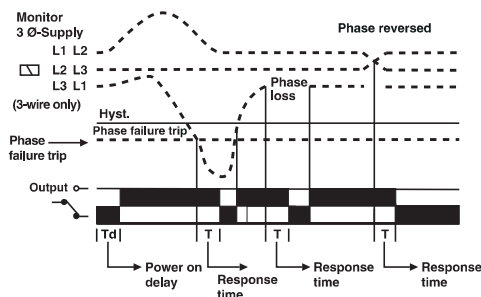 Monitor
3 Ø-Supply
Phase reversed
L1 L2
L2 L3
L3 L1
Phase
loss
(3-wire only)
Hyst.
Phase failure trip
Phase
failure trip
Output
Td
T
T
T
Power on
delay
Response
time
Response
time
Response
time